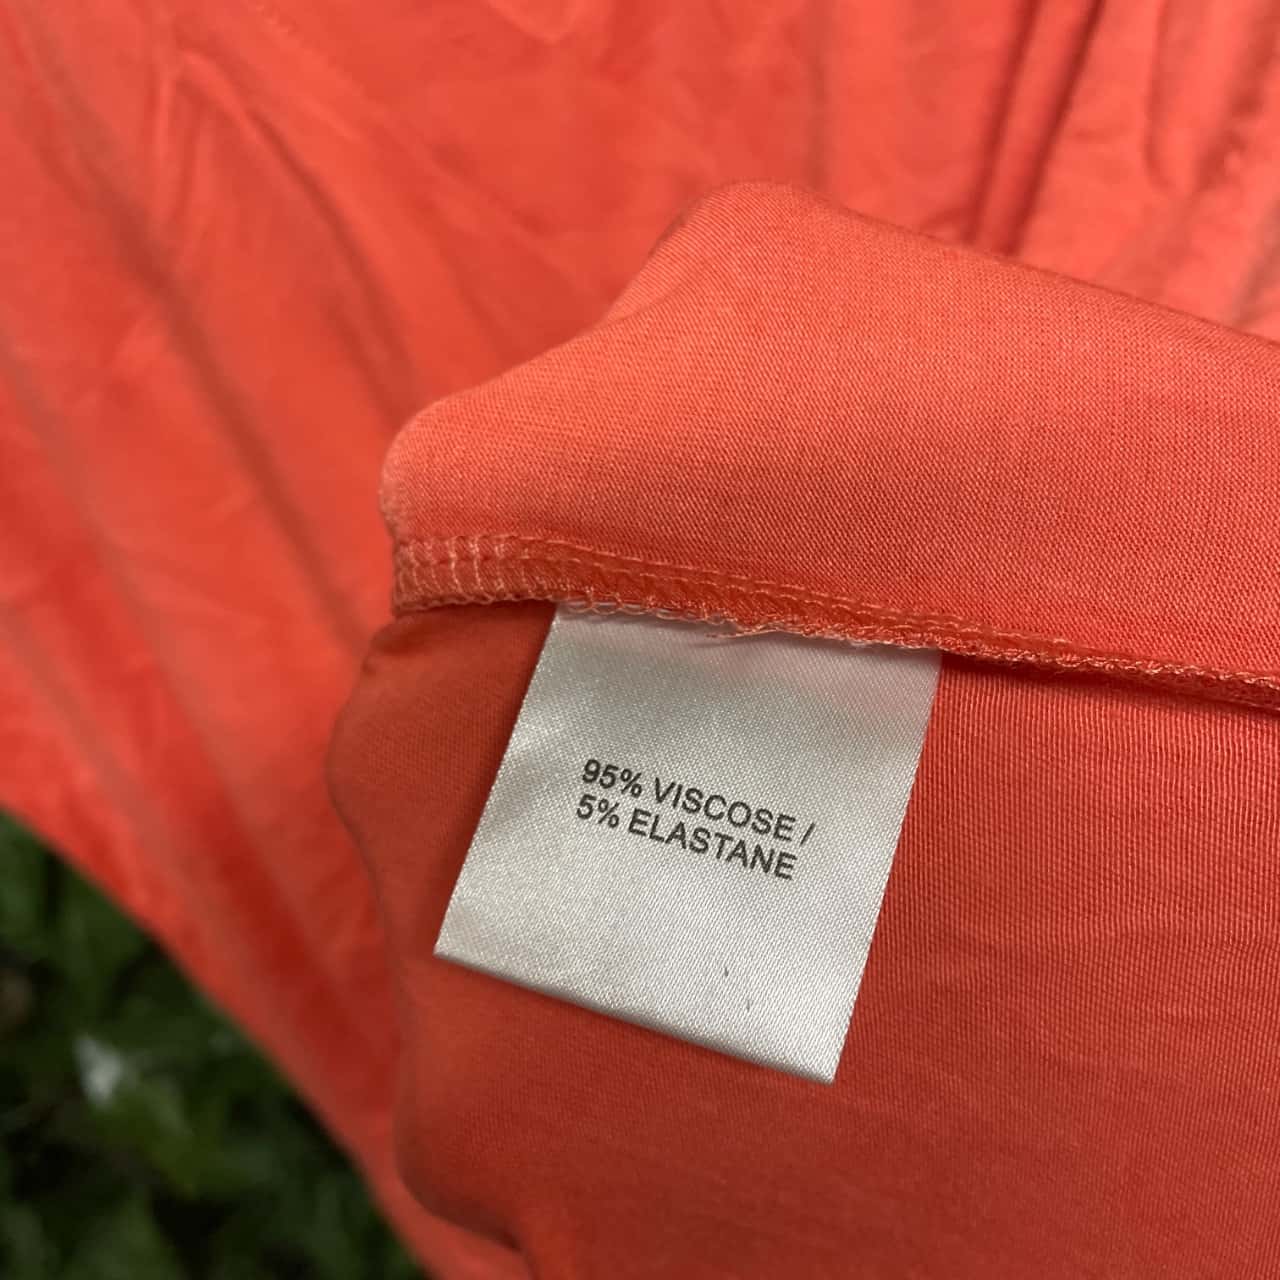 95% VISCOSE /
5% ELASTANE